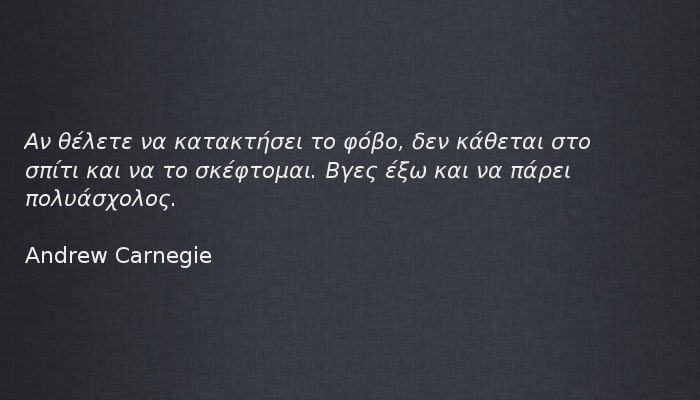 Αν θέλετε να κατακτήσει το φόβο, δεν κάθεται στο
σπίτι και να το σκέφτομαι. Βγες έξω και να πάρει
πολυάσχολος.
Andrew Carnegie